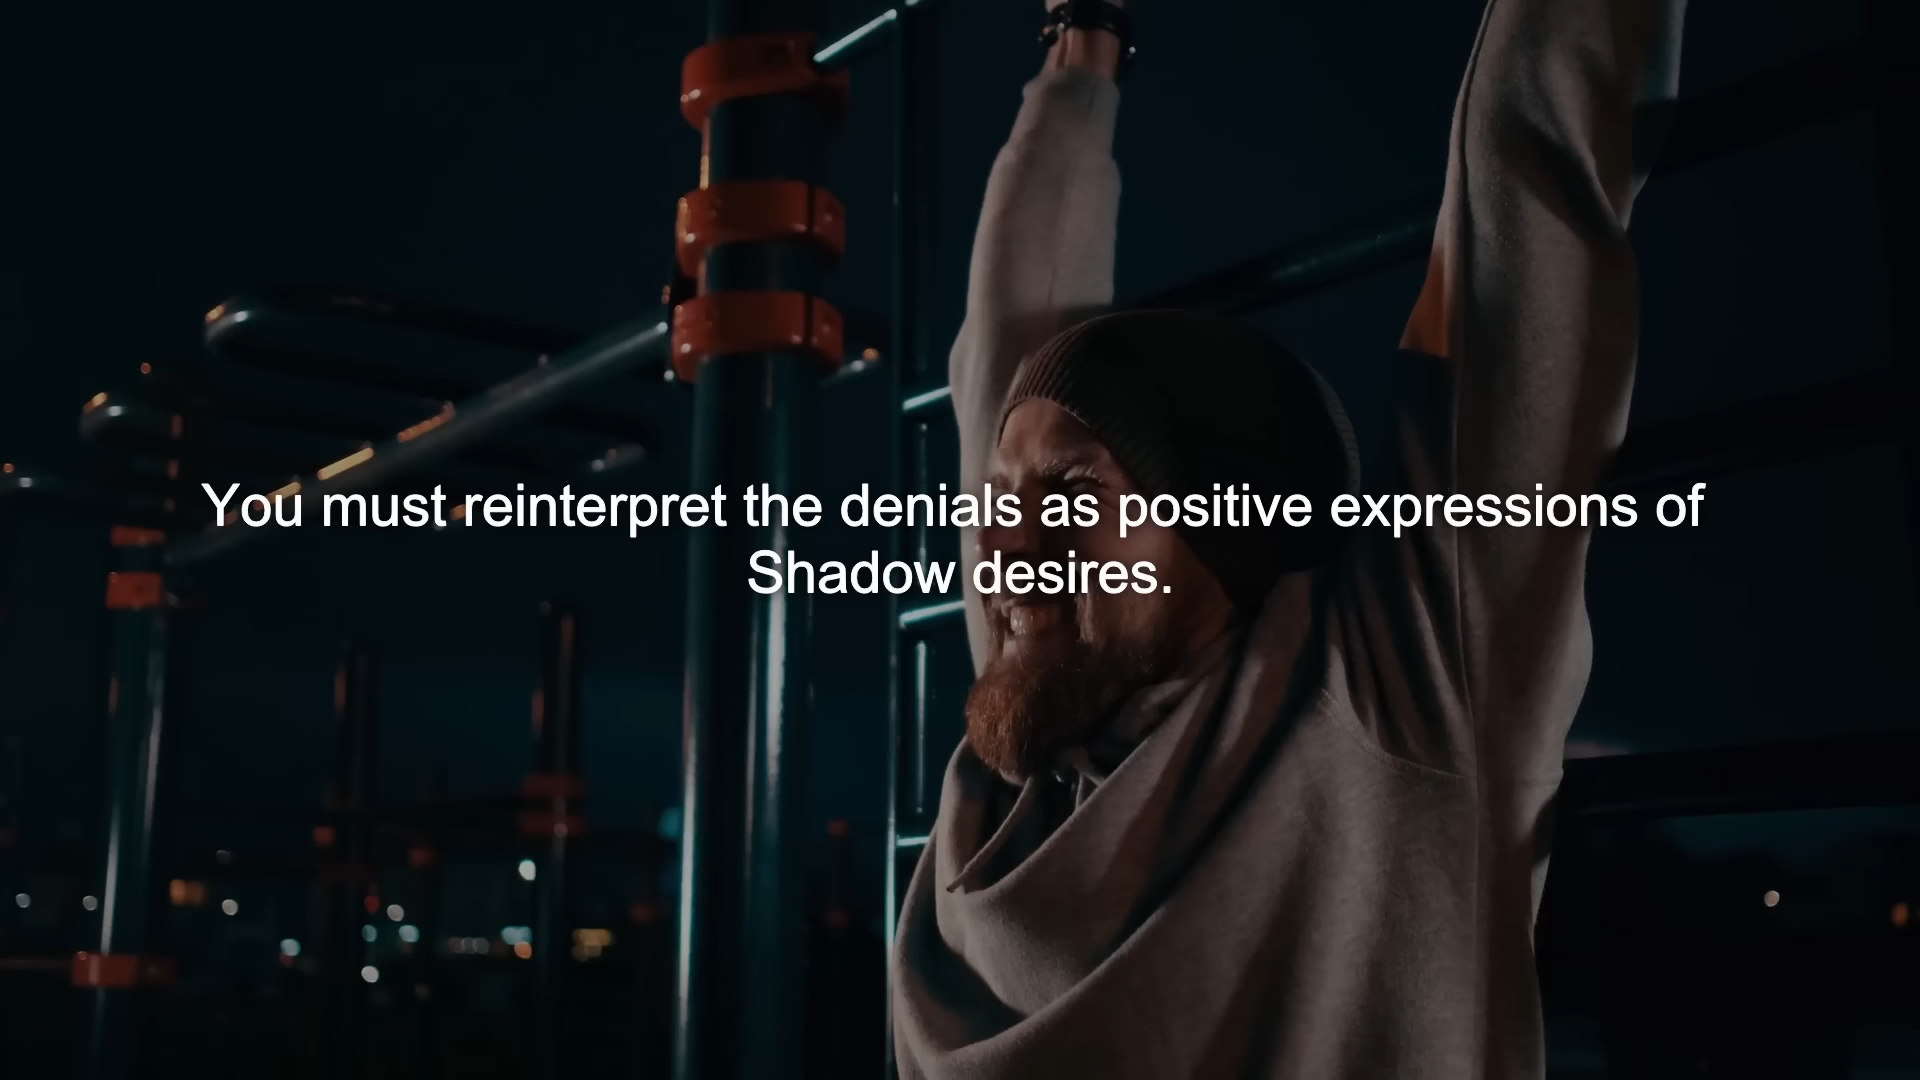 You must reinterpret the denials as positive expressions of
Shadow desires.